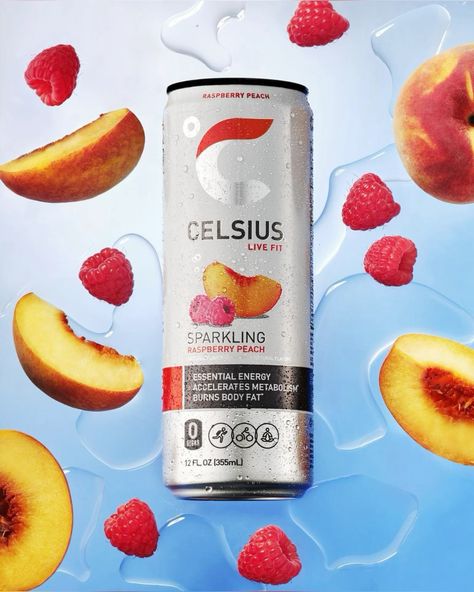 RASPBERRY PEACH
CELSIUS
LIVE FIT
SPARKLING
RASPBERRY PEACH
ESSENTIAL ENERGY
ACCELERATES METABOLISM*
BURNS BODY FAT*
0
SUGAR
12 FL. OZ (355mL)